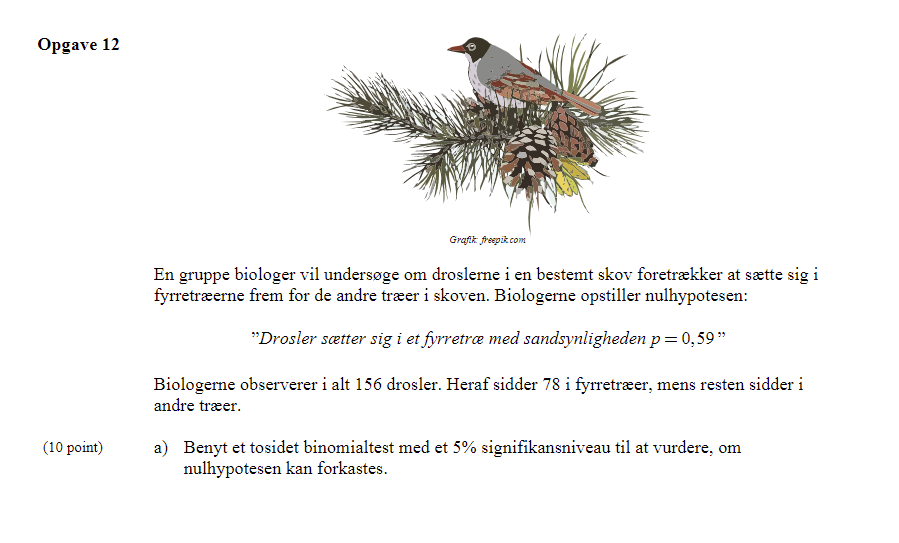 Opgave 12
Grafik: freepik.com
En gruppe biologer vil undersøge om droslerne i en bestemt skov foretrækker at sætte sig i
fyrretræerne frem for de andre træer i skoven. Biologerne opstiller nulhypotesen:
”Drosler sætter sig i et fyrretræ med sandsynligheden p = 0,59”
Biologerne observerer i alt 156 drosler. Heraf sidder 78 i fyrretræer, mens resten sidder i
andre træer.
(10 point) a) Benyt et tosidet binomialtest med et 5% signifikansniveau til at vurdere, om
nulhypotesen kan forkastes.